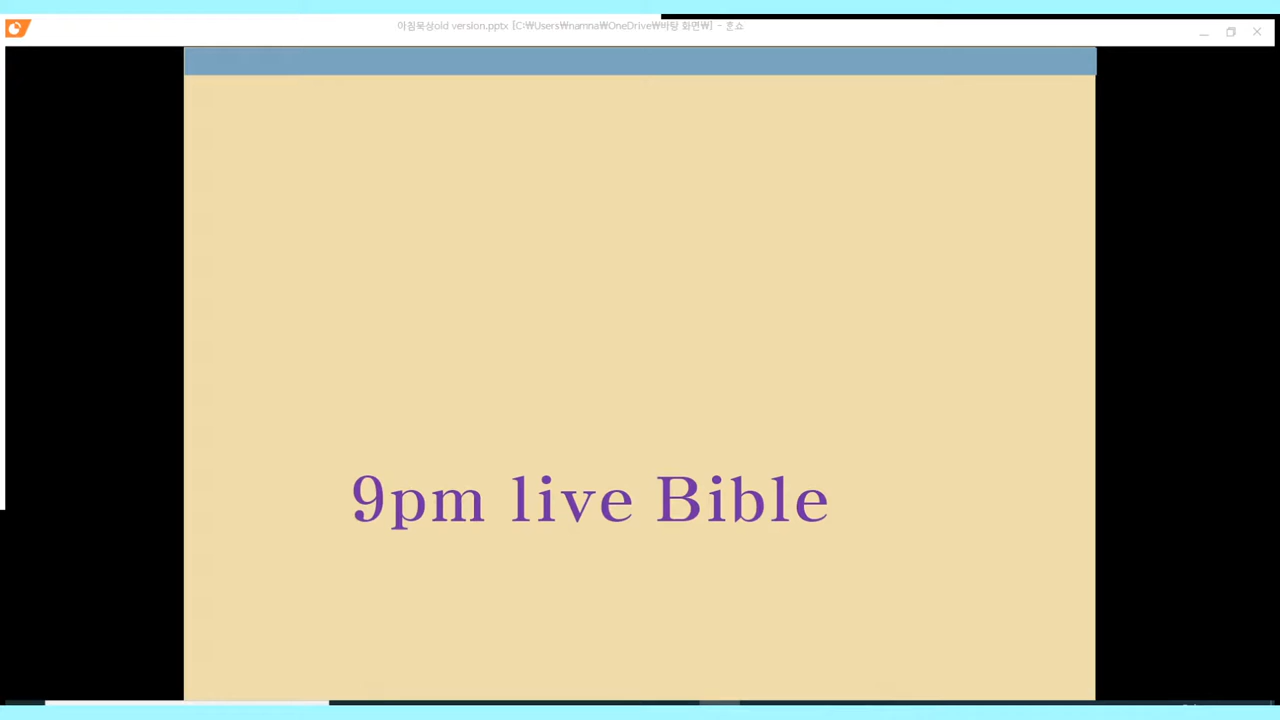 아침묵상old version.pptx [C:₩Users₩namna₩OneDrive₩바탕 화면₩] - 한쇼
9pm live Bible